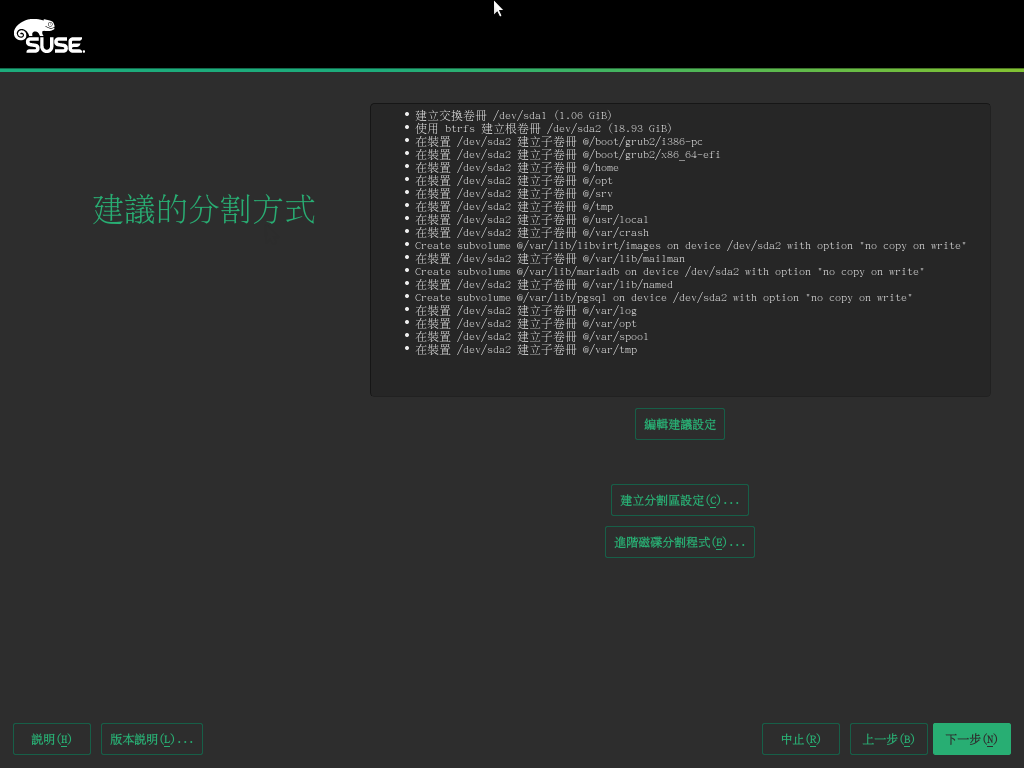 SUSE.
建議的分割方式
建立交換卷冊 /dev/sda1 (1.06 GiB)
使用 btrfs 建立根卷冊 /dev/sda2 (18.93 GiB)
在裝置 /dev/sda2 建立子卷冊 @/boot/grub2/i386-pc
在裝置 /dev/sda2 建立子卷冊 @/boot/grub2/x86_64-efi
在裝置 /dev/sda2 建立子卷冊 @/home
在裝置 /dev/sda2 建立子卷冊 @/opt
在裝置 /dev/sda2 建立子卷冊 @/srv
在裝置 /dev/sda2 建立子卷冊 @/tmp
在裝置 /dev/sda2 建立子卷冊 @/usr/local
在裝置 /dev/sda2 建立子卷冊 @/var/crash
Create subvolume @/var/lib/libvirt/images on device /dev/sda2 with option "no copy on write"
在裝置 /dev/sda2 建立子卷冊 @/var/lib/mailman
Create subvolume @/var/lib/mariadb on device /dev/sda2 with option "no copy on write"
在裝置 /dev/sda2 建立子卷冊 @/var/lib/named
Create subvolume @/var/lib/pgsql on device /dev/sda2 with option "no copy on write"
在裝置 /dev/sda2 建立子卷冊 @/var/log
在裝置 /dev/sda2 建立子卷冊 @/var/opt
在裝置 /dev/sda2 建立子卷冊 @/var/spool
在裝置 /dev/sda2 建立子卷冊 @/var/tmp
編輯建議設定
建立分割區設定(C)...
進階磁碟分割程式(E)...
說明(H)
版本說明(L)...
中止(R)
上一步(B)
下一步(N)